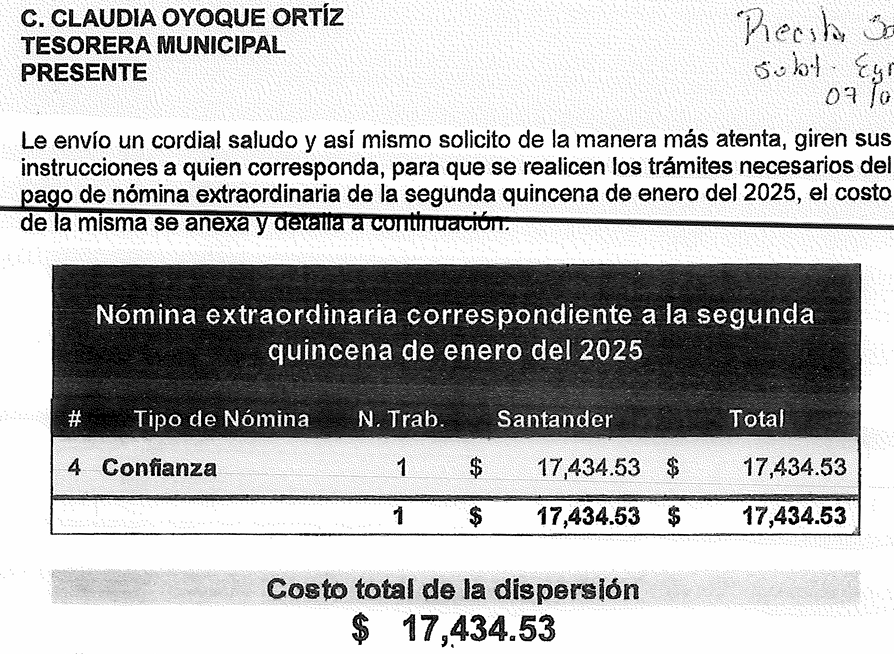 C. CLAUDIA OYOQUE ORTÍZ
TESORERA MUNICIPAL
PRESENTE
Le envío un cordial saludo y así mismo solicito de la manera más atenta, giren sus
instrucciones a quien corresponda, para que se realicen los trámites necesarios del
pago de nómina extraordinaria de la segunda quincena de enero del 2025, el costo
de la misma se anexa y detalla a continuación.
Nómina extraordinaria correspondiente a la segunda
quincena de enero del 2025
# Tipo de Nómina N. Trab. Santander Total
4 Confianza 1 $ 17,434.53 $ 17,434.53
1 $ 17,434.53 $ 17,434.53
Costo total de la dispersión
$ 17,434.53